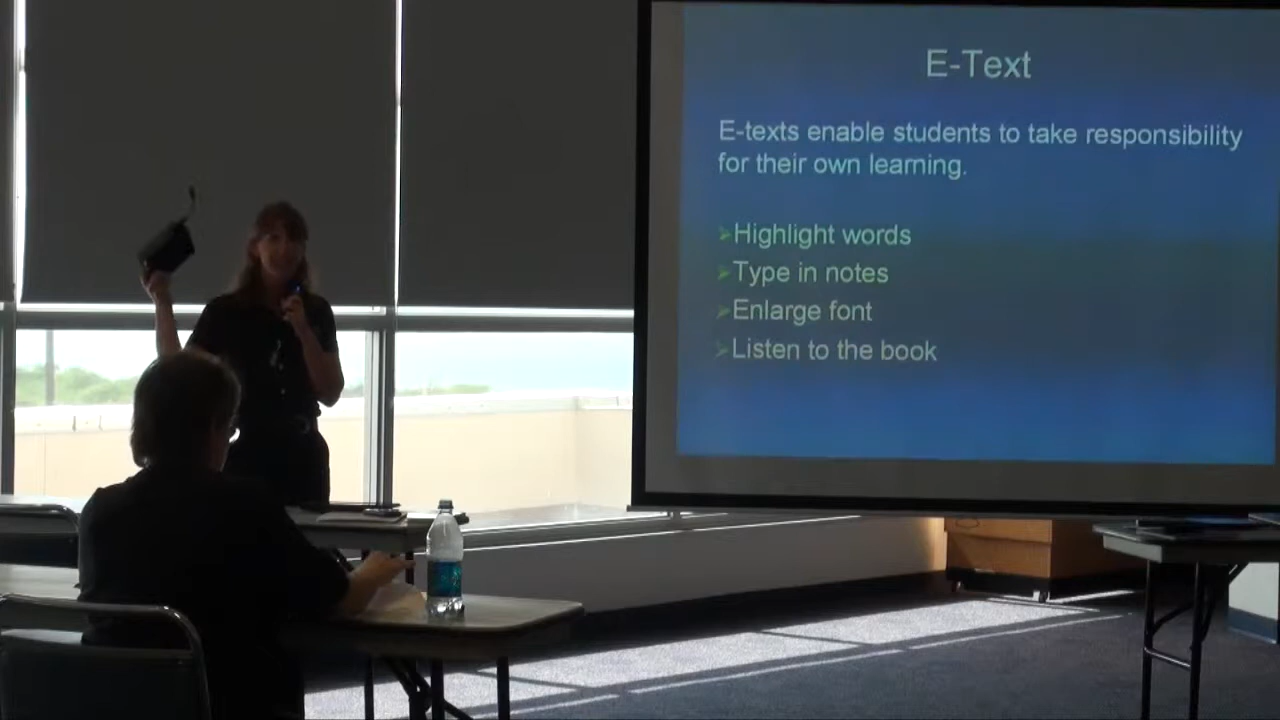 E-Text
E-texts enable students to take responsibility
for their own learning.
Highlight words
Type in notes
Enlarge font
Listen to the book